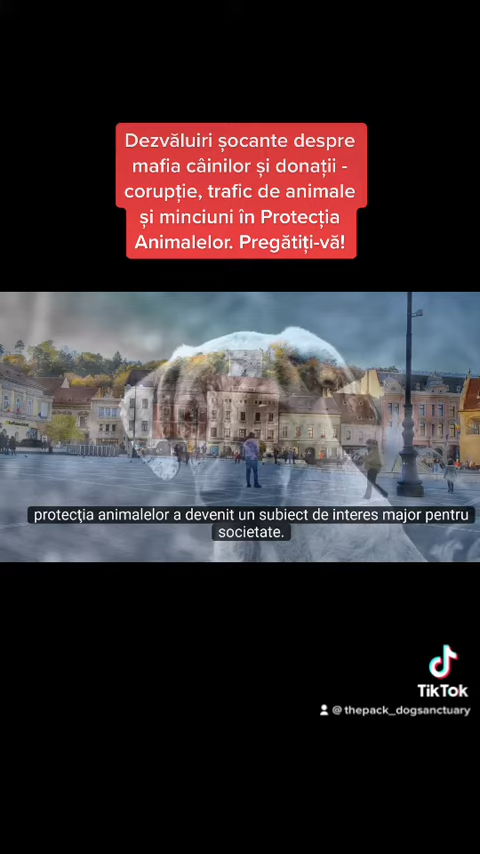 Dezvăluiri șocante despre
mafia câinilor și donații -
corupție, trafic de animale
și minciuni în Protecția
Animalelor. Pregătiți-vă!
protecţia animalelor a devenit un subiect de interes major pentru
societate.
TikTok
@thepack_dogsanctuary